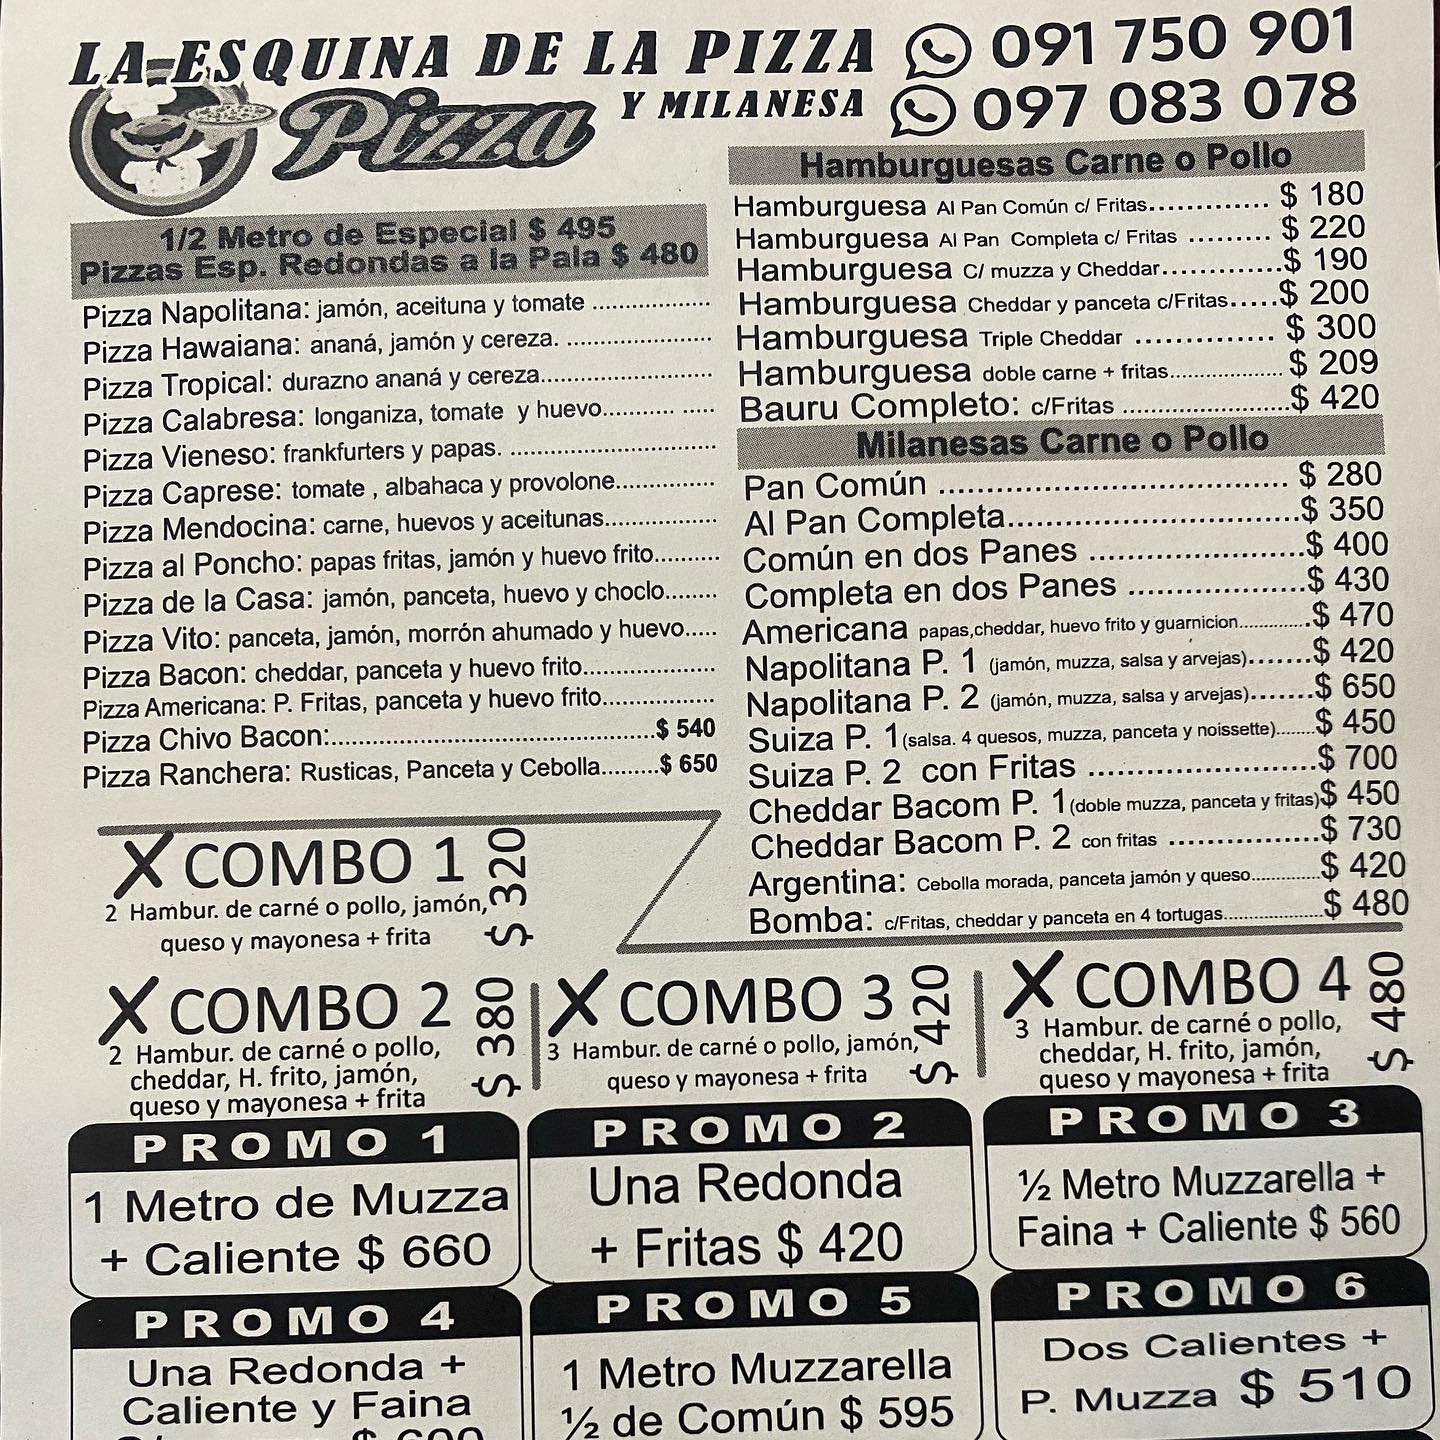 LA ESQUINA DE LA PIZZA
Y MILANESA
Pizza
091 750 901
097 083 078
1/2 Metro de Especial $ 495
Pizzas Esp. Redondas a la Pala $ 480
Pizza Napolitana: jamón, aceituna y tomate ......................
Pizza Hawaiana: ananá, jamón y cereza. ...........................
Pizza Tropical: durazno ananá y cereza................................
Pizza Calabresa: longaniza, tomate y huevo............. .....
Pizza Vieneso: frankfurters y papas. .....................................
Pizza Caprese: tomate , albahaca y provolone..................
Pizza Mendocina: carne, huevos y aceitunas....................
Pizza al Poncho: papas fritas, jamón y huevo frito...........
Pizza de la Casa: jamón, panceta, huevo y choclo.........
Pizza Vito: panceta, jamón, morrón ahumado y huevo.....
Pizza Bacon: cheddar, panceta y huevo frito........................
Pizza Americana: P. Fritas, panceta y huevo frito....................
Pizza Chivo Bacon:......................................................$ 540
Pizza Ranchera: Rusticas, Panceta y Cebolla.........$ 650
Hamburguesas Carne o Pollo
Hamburguesa Al Pan Común c/ Fritas............. $ 180
Hamburguesa Al Pan Completa c/ Fritas ......... $ 220
Hamburguesa C/ muzza y Cheddar.............$ 190
Hamburguesa Cheddar y panceta c/Fritas.....$ 200
Hamburguesa Triple Cheddar .............. $ 300
Hamburguesa doble carne + fritas.................... $ 209
Bauru Completo: c/Fritas .........................$ 420
Milanesas Carne o Pollo
Pan Común ................................... $ 280
Al Pan Completa.............................$ 350
Común en dos Panes ......................$ 400
Completa en dos Panes ..................$ 430
Americana papas,cheddar, huevo frito y guarnicion..............$ 470
Napolitana P. 1 (jamón, muzza, salsa y arvejas).......$ 420
Napolitana P. 2 (jamón, muzza, salsa y arvejas).......$ 650
Suiza P. 1(salsa. 4 quesos, muzza, panceta y noissette).......$ 450
Suiza P. 2 con Fritas .......................$ 700
Cheddar Bacom P. 1(doble muzza, panceta y fritas)$ 450
Cheddar Bacom P. 2 con fritas ..................$ 730
Argentina: Cebolla morada, panceta jamón y queso..............$ 420
Bomba: c/Fritas, cheddar y panceta en 4 tortugas....................$ 480
X COMBO 1
$ 320
2 Hambur. de carné o pollo, jamón,
queso y mayonesa + frita
X COMBO 2
$ 380
2 Hambur. de carné o pollo,
cheddar, H. frito, jamón,
queso y mayonesa + frita
X COMBO 3
$ 420
3 Hambur. de carné o pollo, jamón,
queso y mayonesa + frita
X COMBO 4
$ 480
3 Hambur. de carné o pollo,
cheddar, H. frito, jamón,
queso y mayonesa + frita
PROMO 1
1 Metro de Muzza
+ Caliente $ 660
PROMO 2
Una Redonda
+ Fritas $ 420
PROMO 3
½ Metro Muzzarella +
Faina + Caliente $ 560
PROMO 4
Una Redonda +
Caliente y Faina
PROMO 5
1 Metro Muzzarella
½ de Común $ 595
PROMO 6
Dos Calientes +
P. Muzza $ 510